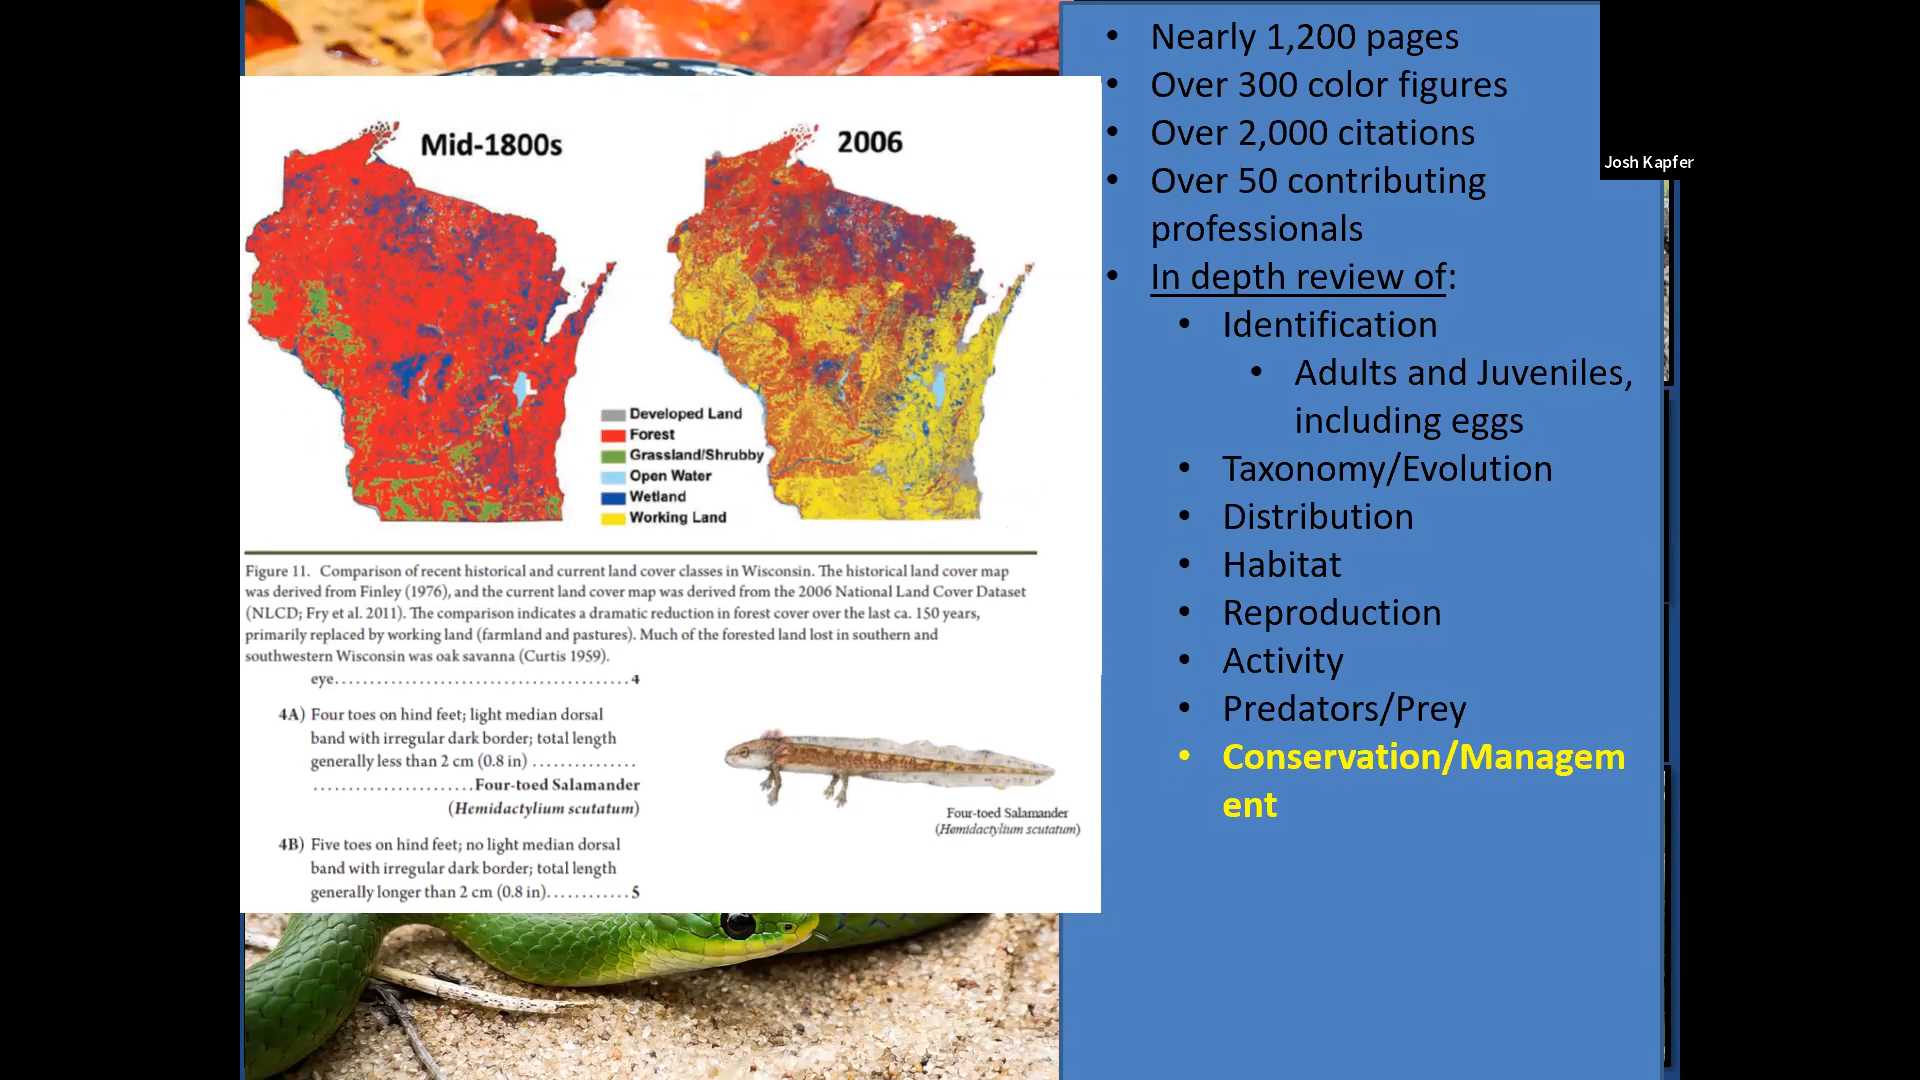 Mid-1800s
2006
Developed Land
Forest
Grassland/Shrubby
Open Water
Wetland
Working Land
Figure 11. Comparison of recent historical and current land cover classes in Wisconsin. The historical land cover map
was derived from Finley (1976), and the current land cover map was derived from the 2006 National Land Cover Dataset
(NLCD; Fry et al. 2011). The comparison indicates a dramatic reduction in forest cover over the last ca. 150 years,
primarily replaced by working land (farmland and pastures). Much of the forested land lost in southern and
southwestern Wisconsin was oak savanna (Curtis 1959).
eye........................................4
4A) Four toes on hind feet; light median dorsal
band with irregular dark border; total length
generally less than 2 cm (0.8 in) ..............
......................Four-toed Salamander
(Hemidactylium scutatum)
4B) Five toes on hind feet; no light median dorsal
band with irregular dark border; total length
generally longer than 2 cm (0.8 in)...........5
Four-toed Salamander
(Hemidactylium scutatum)
• Nearly 1,200 pages
• Over 300 color figures
• Over 2,000 citations
• Over 50 contributing
professionals
• In depth review of:
• Identification
• Adults and Juveniles,
including eggs
• Taxonomy/Evolution
• Distribution
• Habitat
• Reproduction
• Activity
• Predators/Prey
• Conservation/Managem
ent
Josh Kapfer